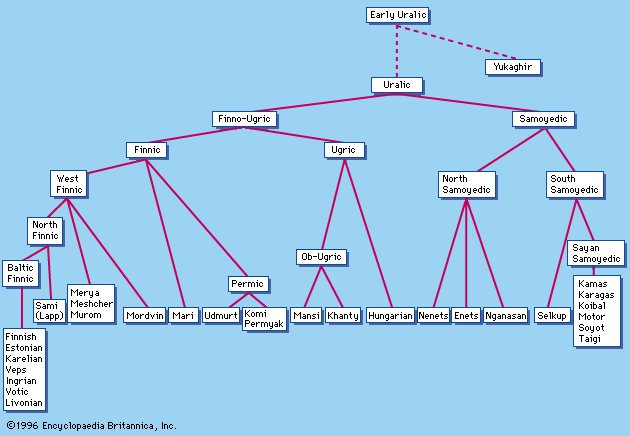 Early Uralic
Yukaghir
Uralic
Finno-Ugric
Samoyedic
Finnic
Ugric
West
Finnic
North
Samoyedic
South
Samoyedic
North
Finnic
Sayan
Samoyedic
Ob-Ugric
Baltic
Finnic
Permic
Sami
(Lapp)
Merya
Meshcher
Murom
Mordvin
Mari
Udmurt
Komi
Permyak
Mansi
Khanty
Hungarian
Nenets
Enets
Nganasan
Selkup
Kamas
Karagas
Koibal
Motor
Soyot
Taigi
Finnish
Estonian
Karelian
Veps
Ingrian
Votic
Livonian
©1996 Encyclopaedia Britannica, Inc.